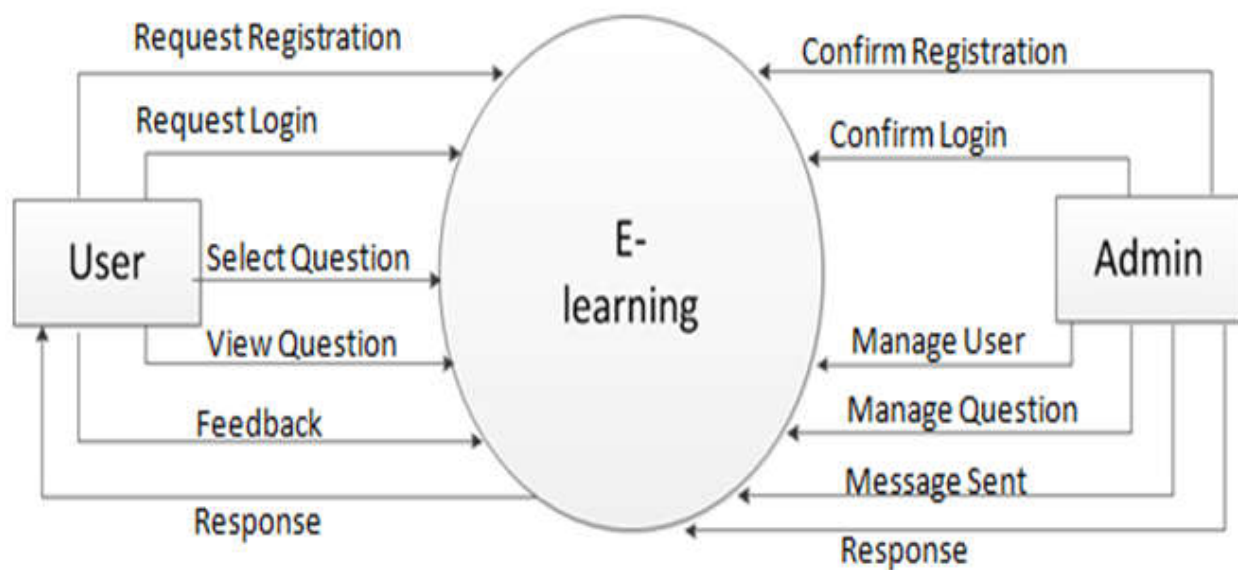 Request Registration
Confirm Registration
Request Login
Confirm Login
User
Select Question
E-
learning
Admin
View Question
Manage User
Feedback
Manage Question
Message Sent
Response
Response